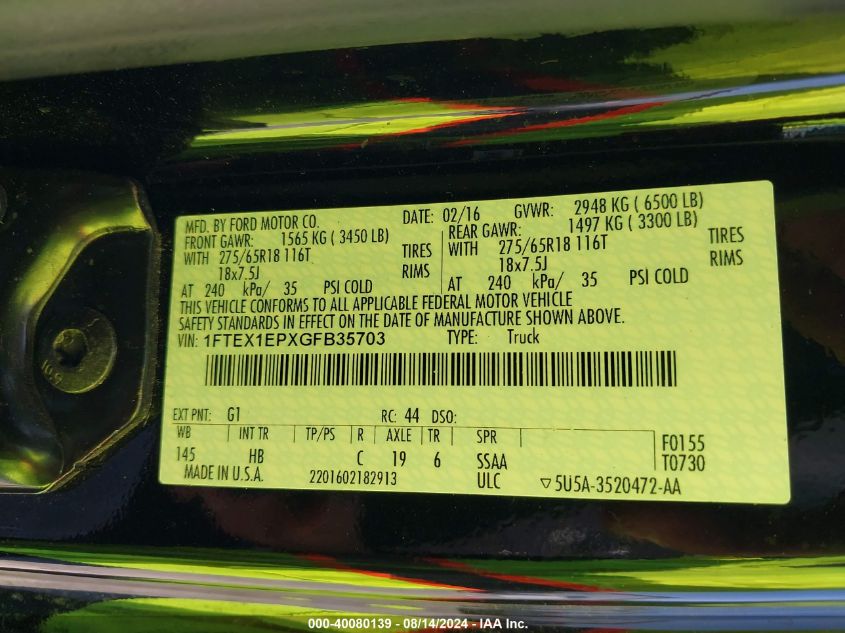 MFD. BY FORD MOTOR CO. DATE: 02/16 GVWR: 2948 KG ( 6500 LB)
FRONT GAWR: 1565 KG ( 3450 LB) REAR GAWR: 1497 KG ( 3300 LB)
WITH 275/65R18 116T TIRES WITH 275/65R18 116T TIRES
18x7.5J RIMS 18x7.5J RIMS
AT 240 kPa/ 35 PSI COLD AT 240 kPa/ 35 PSI COLD
THIS VEHICLE CONFORMS TO ALL APPLICABLE FEDERAL MOTOR VEHICLE
SAFETY STANDARDS IN EFFECT ON THE DATE OF MANUFACTURE SHOWN ABOVE.
VIN: 1FTEX1EPXGFB35703 TYPE: Truck
EXT PNT: G1 RC: 44 DSO:
WB INT TR TP/PS R AXLE TR SPR F0155
145 HB C 19 6 SSAA T0730
MADE IN U.S.A. 2201602182913 ULC ▽5U5A-3520472-AA
000-40080139 - 08/14/2024 - IAA Inc.